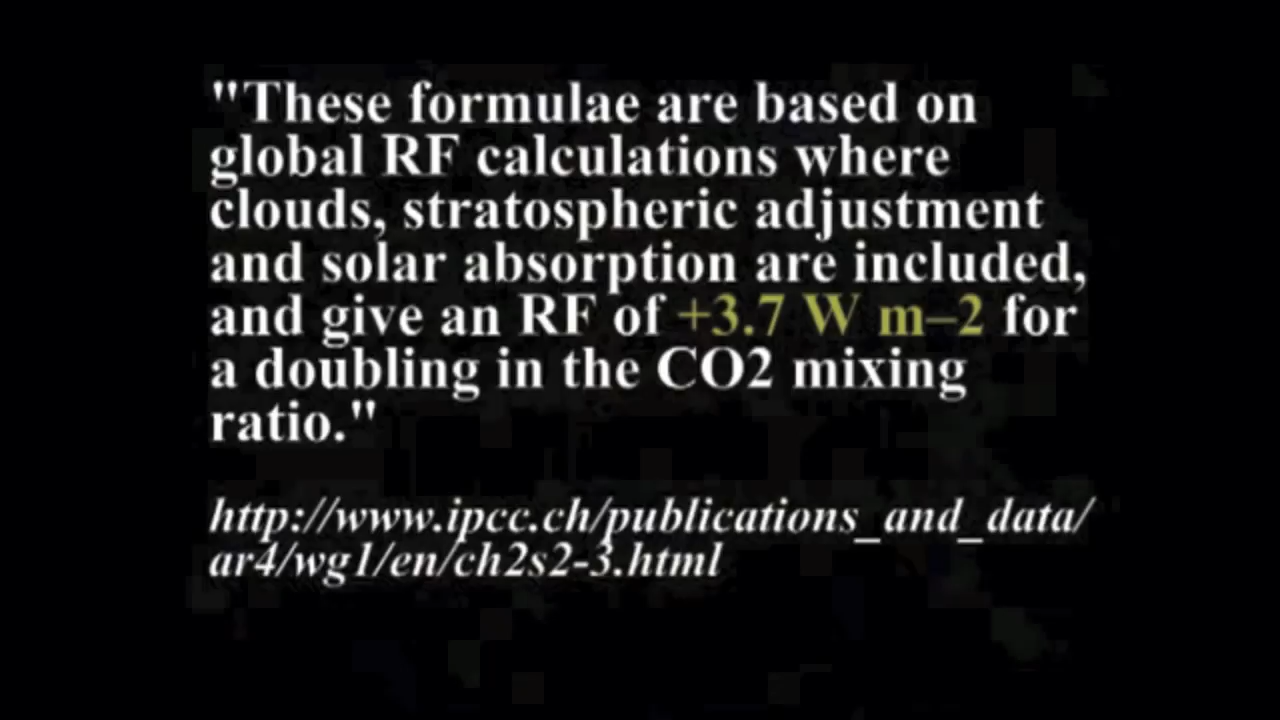 "These formulae are based on
global RF calculations where
clouds, stratospheric adjustment
and solar absorption are included,
and give an RF of +3.7 W m–2 for
a doubling in the CO2 mixing
ratio."
http://www.ipcc.ch/publications_and_data/
ar4/wg1/en/ch2s2-3.html